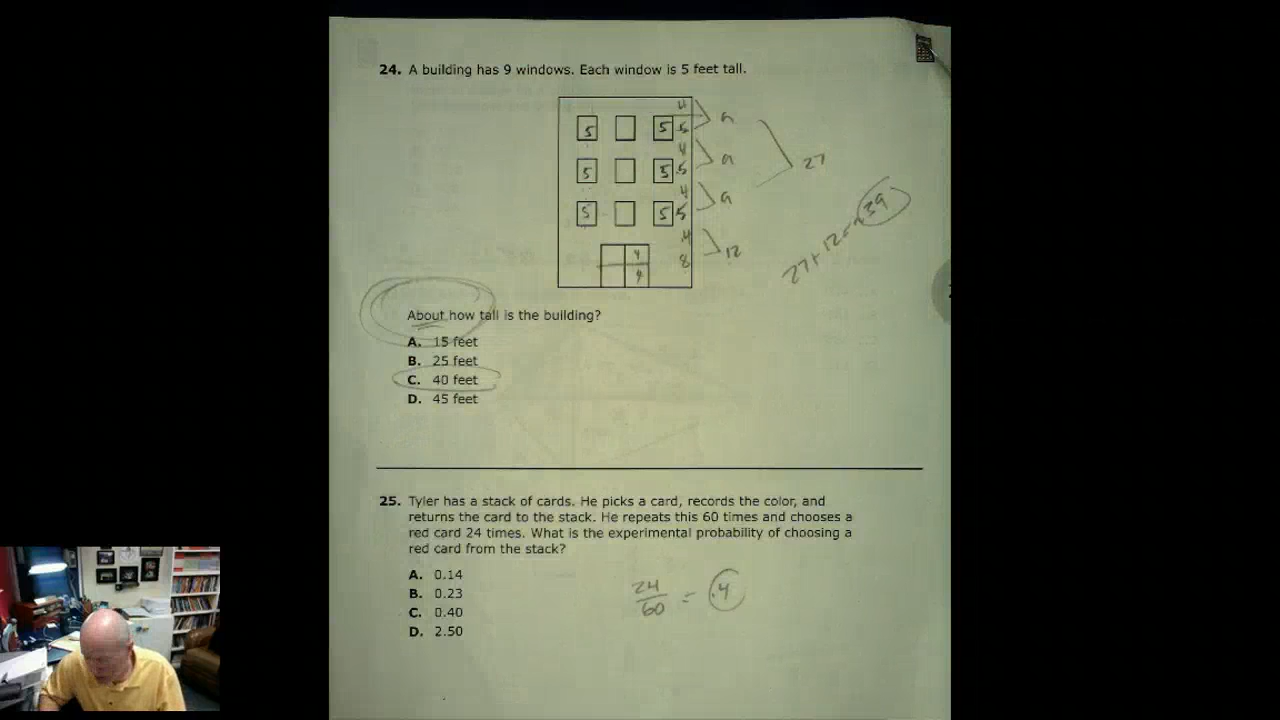 24. A building has 9 windows. Each window is 5 feet tall.
4
5 5 5
9
4
5 5 5
9
27
4
5 5 5
9
4
4
8
12
4
27+12=39
About how tall is the building?
A. 15 feet
B. 25 feet
C. 40 feet
D. 45 feet
25. Tyler has a stack of cards. He picks a card, records the color, and
returns the card to the stack. He repeats this 60 times and chooses a
red card 24 times. What is the experimental probability of choosing a
red card from the stack?
A. 0.14
B. 0.23
C. 0.40
D. 2.50
24
60 = .4